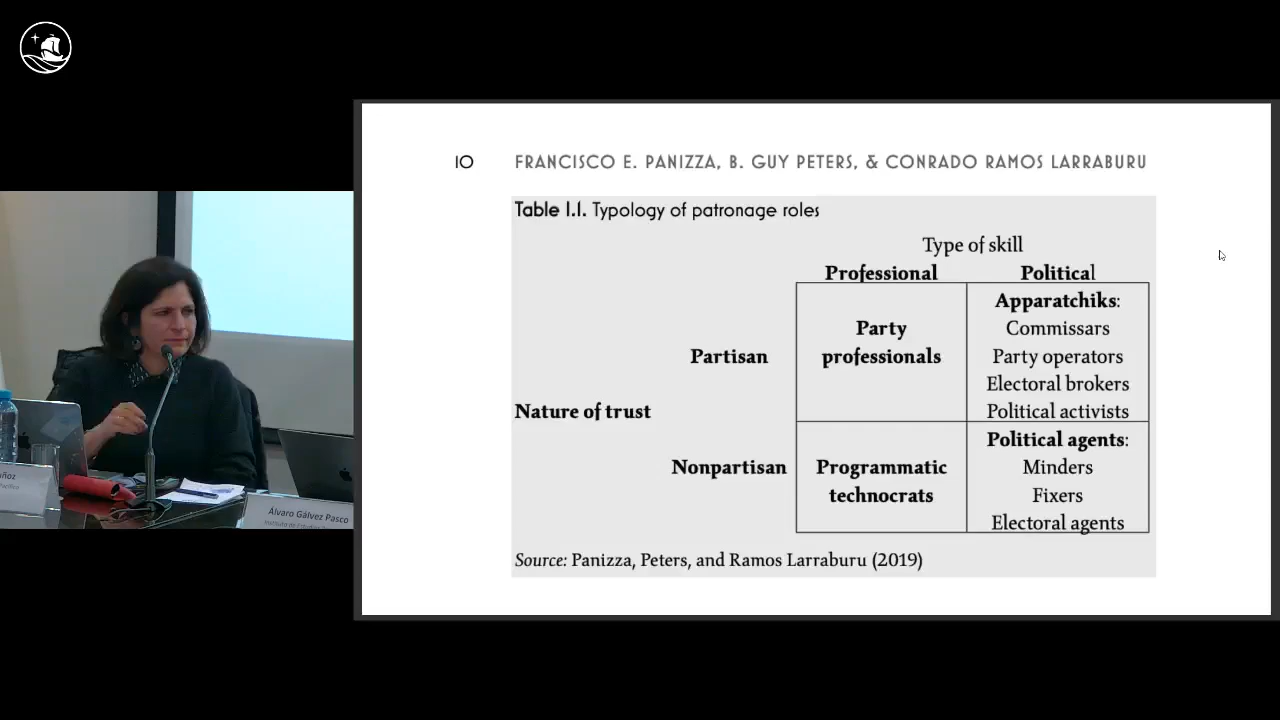 10 FRANCISCO E. PANIZZA, B. GUY PETERS, & CONRADO RAMOS LARRABURU
Table 1.1. Typology of patronage roles
Type of skill
Professional Political
Partisan
Party
professionals
Apparatchiks:
Commissars
Party operators
Electoral brokers
Political activists
Nature of trust
Nonpartisan
Programmatic
technocrats
Political agents:
Minders
Fixers
Electoral agents
Source: Panizza, Peters, and Ramos Larraburu (2019)
Álvaro Gálvez Pasco